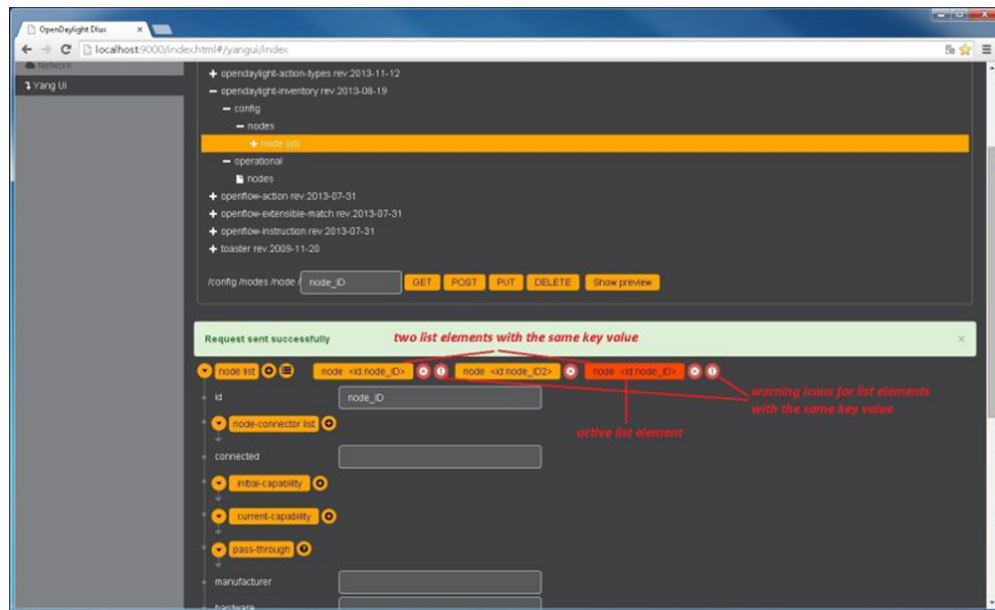 OpenDaylight Dlux
localhost:9000/index.html#/yangui/index
Network
Yang UI
opendaylight-action-types rev.2013-11-12
opendaylight-inventory rev.2013-08-19
config
nodes
node {id}
operational
nodes
openflow-action rev.2013-07-31
openflow-extensible-match rev.2013-07-31
openflow-instruction rev.2013-07-31
toaster rev.2009-11-20
/config /nodes /node / node_ID GET POST PUT DELETE Show preview
Request sent successfully two list elements with the same key value
node list node <id:node_ID> node <id:node_ID2> node <id:node_ID>
warning icons for list elements
with the same key value
id node_ID
node-connector list
active list element
connected
initial-capability
current-capability
pass-through
manufacturer
hardware